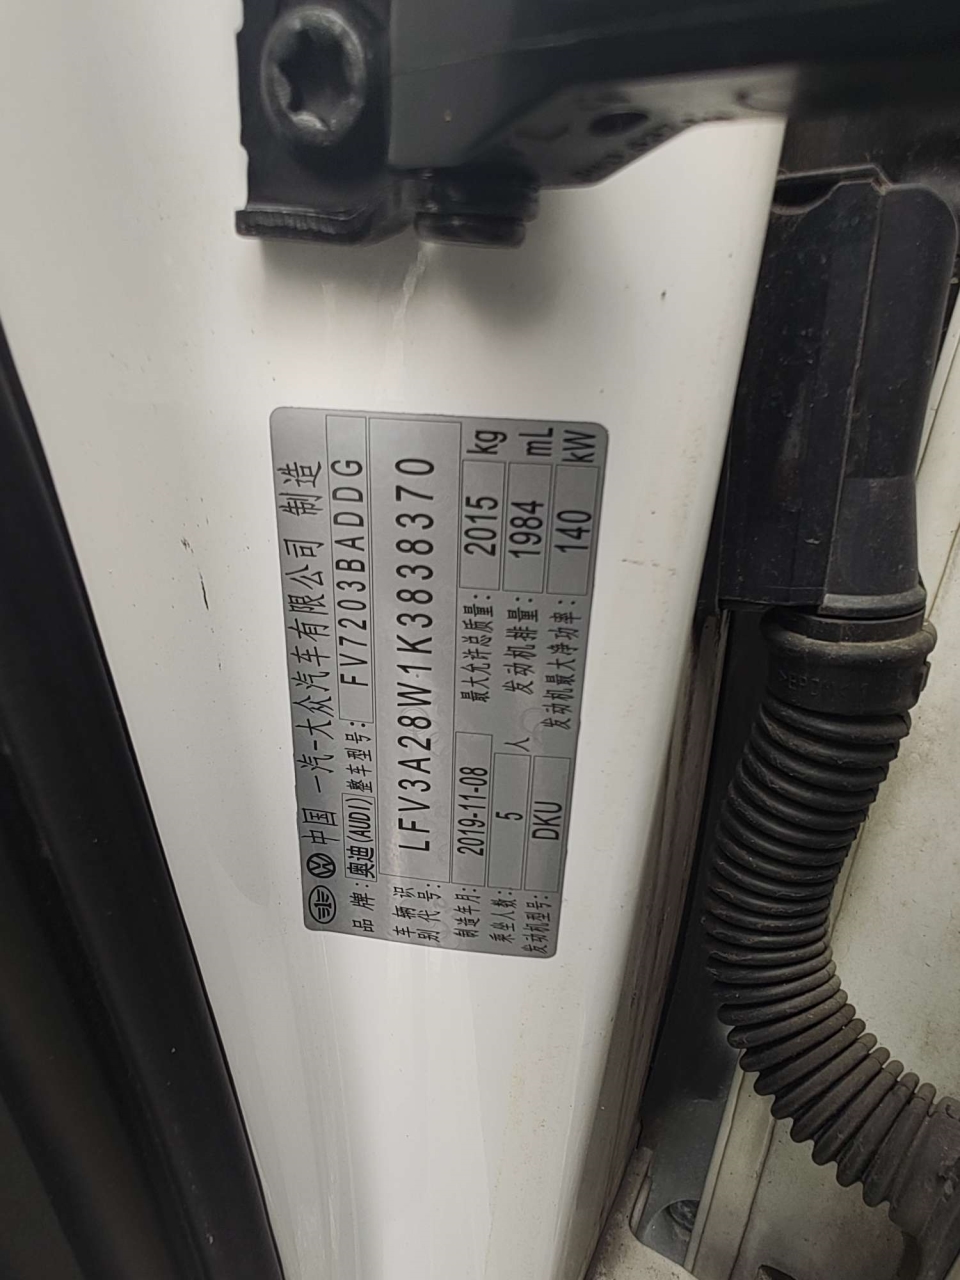 中国 一汽-大众汽车有限公司 制造
品牌: 奥迪(AUDI) 整车型号: FV7203BADDG
车辆识别代号: LFV3A28W1K3838370
制造年月: 2019-11-08 最大允许总质量: 2015 kg
乘坐人数: 5 人 发动机排量: 1984 mL
发动机型号: DKU 发动机最大净功率: 140 kW